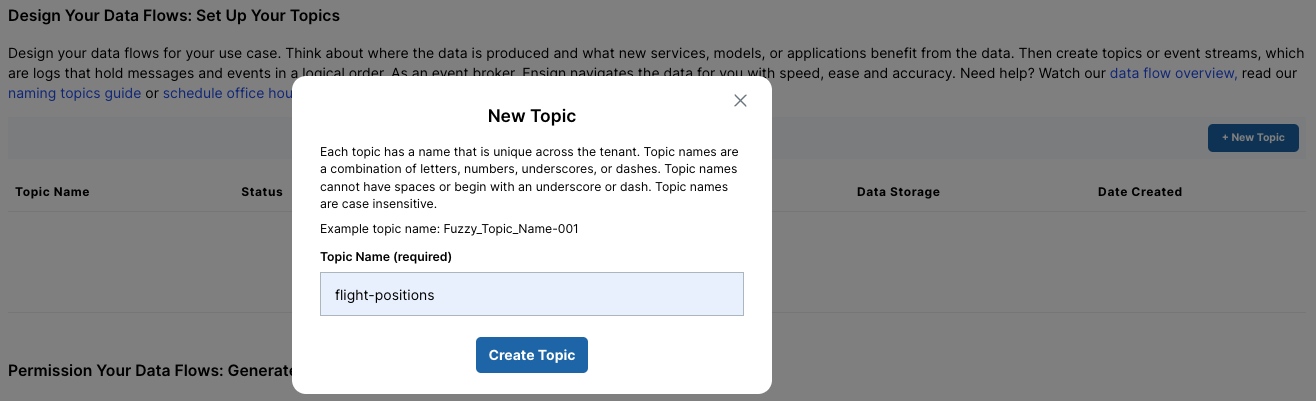 Design Your Data Flows: Set Up Your Topics
Design your data flows for your use case. Think about where the data is produced and what new services, models, or applications benefit from the data. Then create topics or event streams, which
are logs that hold messages and events in a logical order. As an event broker, Ensign navigates the data for you with speed, ease and accuracy. Need help? Watch our data flow overview, read our
naming topics guide or schedule office hou
+ New Topic
Topic Name Status Data Storage Date Created
New Topic
Each topic has a name that is unique across the tenant. Topic names are
a combination of letters, numbers, underscores, or dashes. Topic names
cannot have spaces or begin with an underscore or dash. Topic names
are case insensitive.
Example topic name: Fuzzy_Topic_Name-001
Topic Name (required)
flight-positions
Create Topic
Permission Your Data Flows: Generate